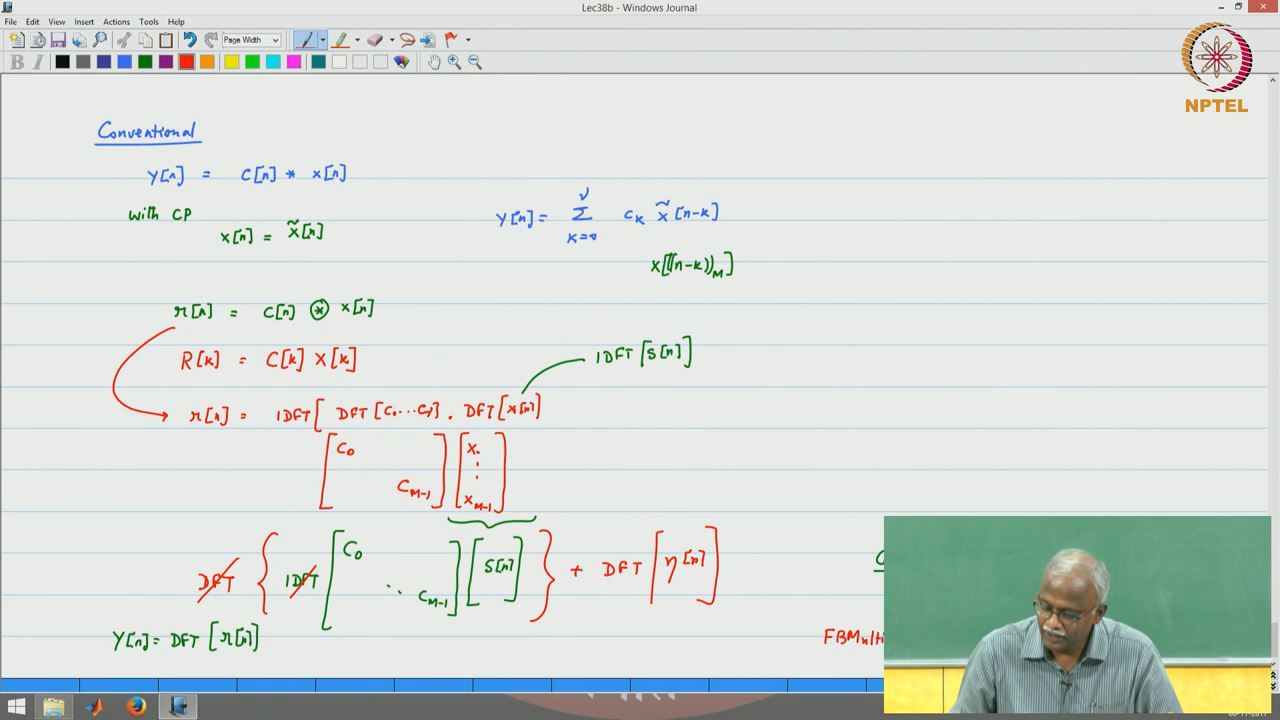 Lec38b - Windows Journal
File Edit View Insert Actions Tools Help
Page Width
NPTEL
Conventional
Y[n] = C[n] * x[n]
with CP
x[n] = x̃[n]
Y[n] = Σ_{k=0}^{ν} c_k x̃[n-k]
x[((n-k))_M]
r[n] = C[n] ⊛ x[n]
R[k] = C[k] X[k]
IDFT[S[n]]
r[n] = IDFT[ DFT[C₀...C_ν] . DFT[x[n]]
[C₀ C_{M-1}] [X₀ ⋮ X_{M-1}]
DFT { IDFT [C₀ ⋱ C_{M-1}] [S[n]] } + DFT [η[n]]
Y[n] = DFT [r[n]]